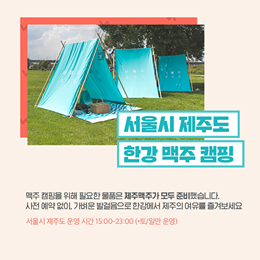 서울시 제주도
한강 맥주 캠핑
맥주 캠핑을 위해 필요한 물품은 제주맥주가 모두 준비했습니다.
사전 예약 없이, 가벼운 발걸음으로 한강에서 제주의 여유를 즐겨보세요
서울시 제주도 운영 시간 15:00-23:00 (*토/일만 운영)